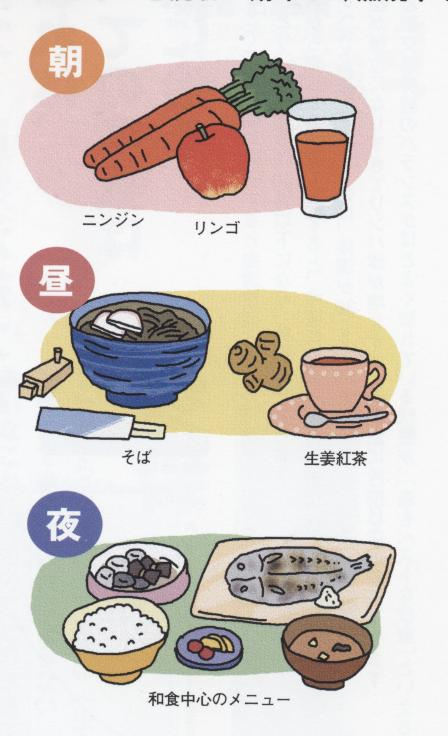 朝
ニンジン
リンゴ
昼
そば
生姜紅茶
夜
和食中心のメニュー